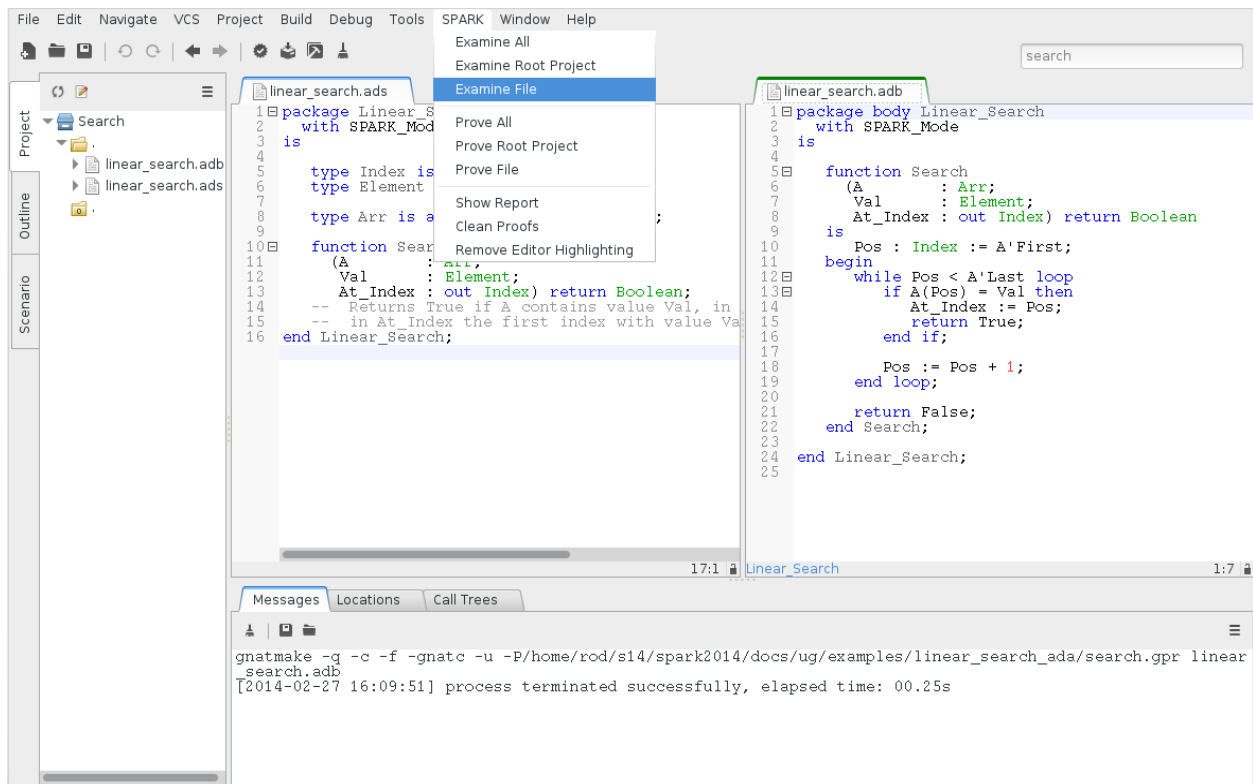 File Edit Navigate VCS Project Build Debug Tools SPARK Window Help
search
Examine All
Examine Root Project
Examine File
Prove All
Prove Root Project
Prove File
Show Report
Clean Proofs
Remove Editor Highlighting
Project
Outline
Scenario
Search
.
linear_search.adb
linear_search.ads
.
linear_search.ads
1 package Linear_S
2 with SPARK_Mod
3 is
4
5 type Index is
6 type Element
7
8 type Arr is a ;
9
10 function Sear
11 (A : Arr;
12 Val : Element;
13 At_Index : out Index) return Boolean;
14 -- Returns True if A contains value Val, in
15 -- in At_Index the first index with value Va
16 end Linear_Search;
17:1
linear_search.adb
1 package body Linear_Search
2 with SPARK_Mode
3 is
4
5 function Search
6 (A : Arr;
7 Val : Element;
8 At_Index : out Index) return Boolean
9 is
10 Pos : Index := A'First;
11 begin
12 while Pos < A'Last loop
13 if A(Pos) = Val then
14 At_Index := Pos;
15 return True;
16 end if;
17
18 Pos := Pos + 1;
19 end loop;
20
21 return False;
22 end Search;
23
24 end Linear_Search;
25
Linear_Search 1:7
Messages Locations Call Trees
gnatmake -q -c -f -gnatc -u -P/home/rod/s14/spark2014/docs/ug/examples/linear_search_ada/search.gpr linear
_search.adb
[2014-02-27 16:09:51] process terminated successfully, elapsed time: 00.25s